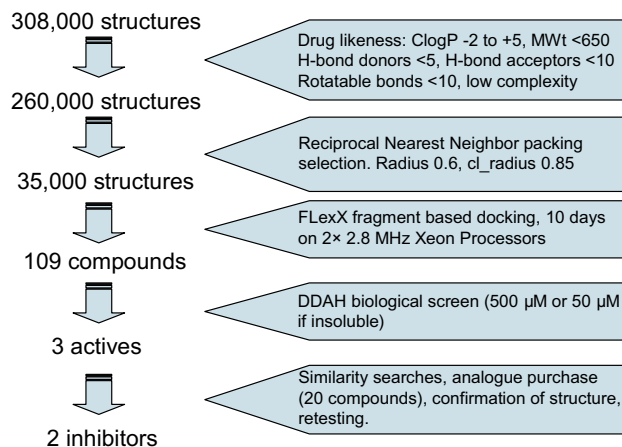 308,000 structures
Drug likeness: ClogP -2 to +5, MWt <650
H-bond donors <5, H-bond acceptors <10
Rotatable bonds <10, low complexity
260,000 structures
Reciprocal Nearest Neighbor packing
selection. Radius 0.6, cl_radius 0.85
35,000 structures
FLexX fragment based docking, 10 days
on 2× 2.8 MHz Xeon Processors
109 compounds
DDAH biological screen (500 µM or 50 µM
if insoluble)
3 actives
Similarity searches, analogue purchase
(20 compounds), confirmation of structure,
retesting.
2 inhibitors